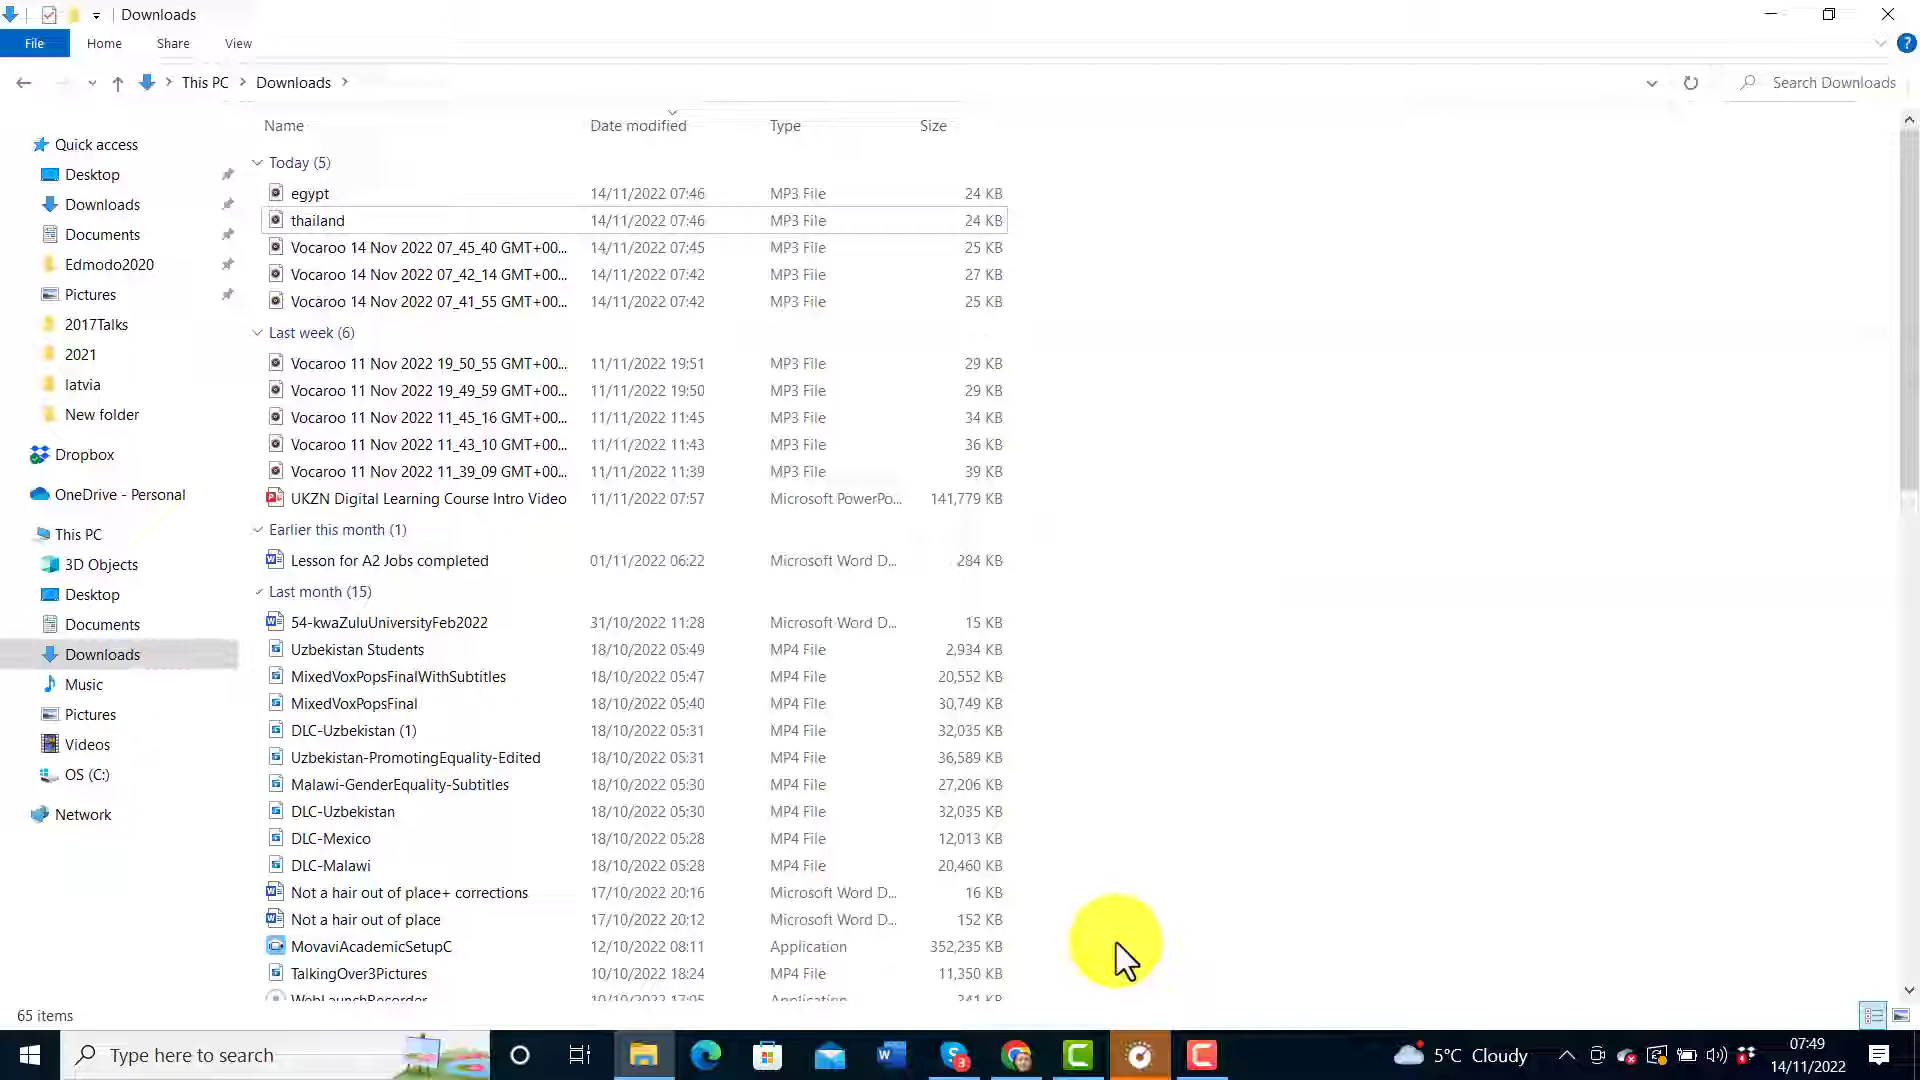 Downloads
File Home Share View
This PC Downloads Search Downloads
Name Date modified Type Size
Quick access
Desktop
Downloads
Documents
Edmodo2020
Pictures
2017Talks
2021
latvia
New folder
Dropbox
OneDrive - Personal
This PC
3D Objects
Desktop
Documents
Downloads
Music
Pictures
Videos
OS (C:)
Network
Today (5)
egypt 14/11/2022 07:46 MP3 File 24 KB
thailand 14/11/2022 07:46 MP3 File 24 KB
Vocaroo 14 Nov 2022 07_45_40 GMT+00... 14/11/2022 07:45 MP3 File 25 KB
Vocaroo 14 Nov 2022 07_42_14 GMT+00... 14/11/2022 07:42 MP3 File 27 KB
Vocaroo 14 Nov 2022 07_41_55 GMT+00... 14/11/2022 07:42 MP3 File 25 KB
Last week (6)
Vocaroo 11 Nov 2022 19_50_55 GMT+00... 11/11/2022 19:51 MP3 File 29 KB
Vocaroo 11 Nov 2022 19_49_59 GMT+00... 11/11/2022 19:50 MP3 File 29 KB
Vocaroo 11 Nov 2022 11_45_16 GMT+00... 11/11/2022 11:45 MP3 File 34 KB
Vocaroo 11 Nov 2022 11_43_10 GMT+00... 11/11/2022 11:43 MP3 File 36 KB
Vocaroo 11 Nov 2022 11_39_09 GMT+00... 11/11/2022 11:39 MP3 File 39 KB
UKZN Digital Learning Course Intro Video 11/11/2022 07:57 Microsoft PowerPo... 141,779 KB
Earlier this month (1)
Lesson for A2 Jobs completed 01/11/2022 06:22 Microsoft Word D... 284 KB
Last month (15)
54-kwaZuluUniversityFeb2022 31/10/2022 11:28 Microsoft Word D... 15 KB
Uzbekistan Students 18/10/2022 05:49 MP4 File 2,934 KB
MixedVoxPopsFinalWithSubtitles 18/10/2022 05:47 MP4 File 20,552 KB
MixedVoxPopsFinal 18/10/2022 05:40 MP4 File 30,749 KB
DLC-Uzbekistan (1) 18/10/2022 05:31 MP4 File 32,035 KB
Uzbekistan-PromotingEquality-Edited 18/10/2022 05:31 MP4 File 36,589 KB
Malawi-GenderEquality-Subtitles 18/10/2022 05:30 MP4 File 27,206 KB
DLC-Uzbekistan 18/10/2022 05:30 MP4 File 32,035 KB
DLC-Mexico 18/10/2022 05:28 MP4 File 12,013 KB
DLC-Malawi 18/10/2022 05:28 MP4 File 20,460 KB
Not a hair out of place+ corrections 17/10/2022 20:16 Microsoft Word D... 16 KB
Not a hair out of place 17/10/2022 20:12 Microsoft Word D... 152 KB
MovaviAcademicSetupC 12/10/2022 08:11 Application 352,235 KB
TalkingOver3Pictures 10/10/2022 18:24 MP4 File 11,350 KB
WebLaunchRecorder 10/10/2022 17:05 Application 341 KB
65 items
Type here to search
5°C Cloudy
07:49
14/11/2022